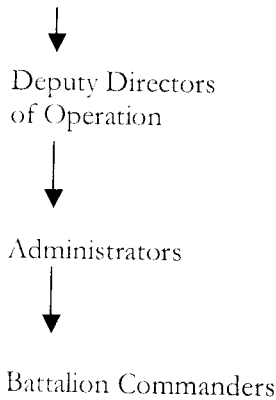 Deputy Directors
of Operation
Administrators
Battalion Commanders